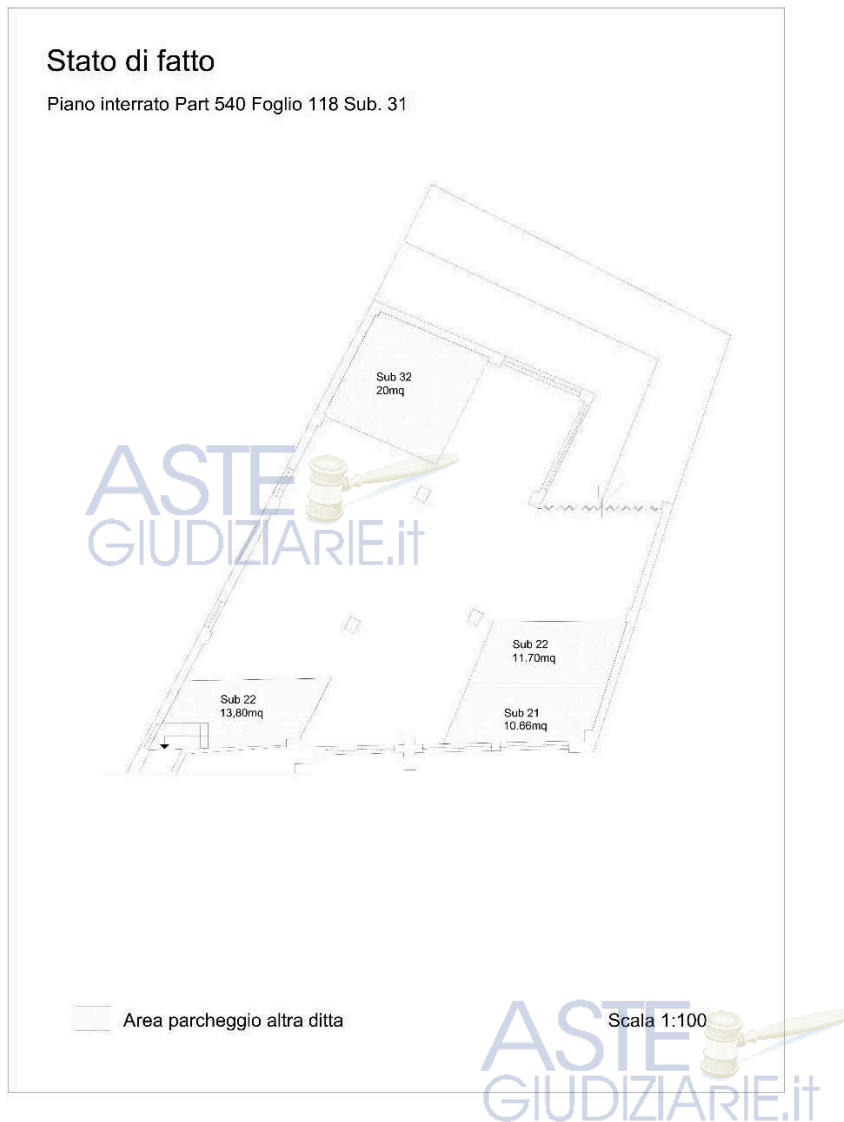 Stato di fatto
Piano interrato Part 540 Foglio 118 Sub. 31
Sub 32
20mq
ASTE
GIUDIZIARIE.it
Sub 22
11.70mq
Sub 22
13,80mq
Sub 21
10.66mq
Area parcheggio altra ditta
Scala 1:100
ASTE
GIUDIZIARIE.it